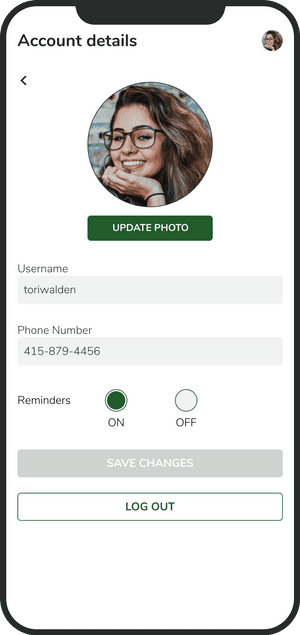 Account details
UPDATE PHOTO
Username
toriwalden
Phone Number
415-879-4456
Reminders
ON
OFF
SAVE CHANGES
LOG OUT